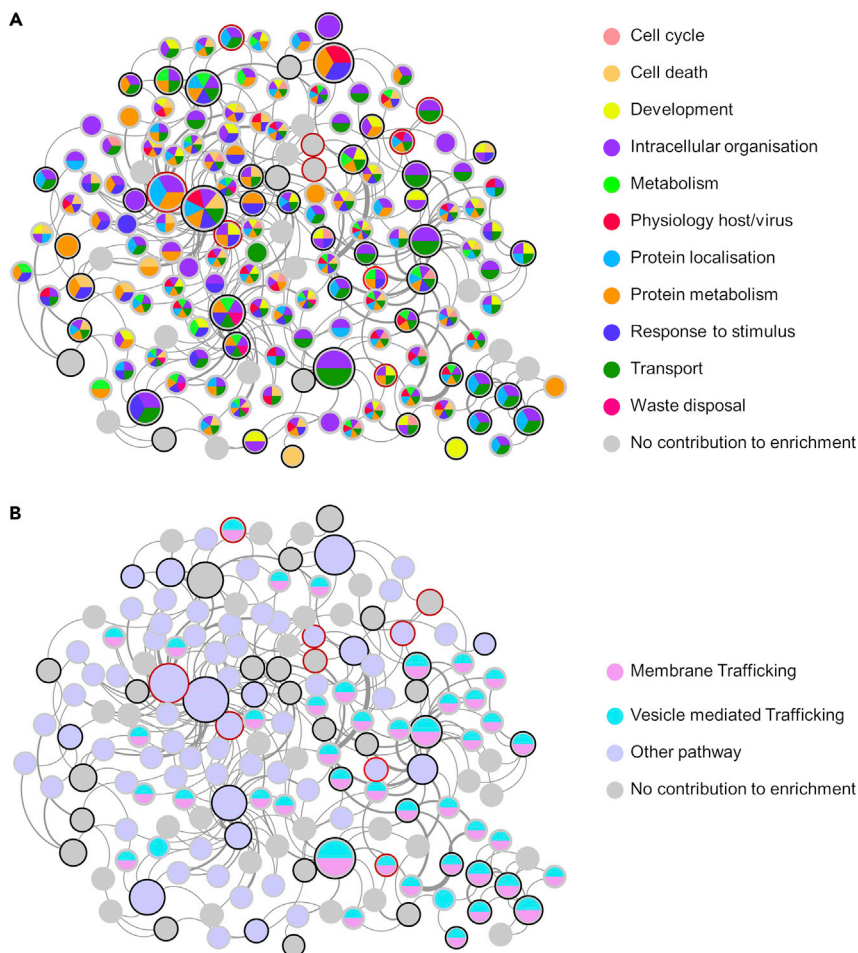 A
Cell cycle
Cell death
Development
Intracellular organisation
Metabolism
Physiology host/virus
Protein localisation
Protein metabolism
Response to stimulus
Transport
Waste disposal
No contribution to enrichment
B
Membrane Trafficking
Vesicle mediated Trafficking
Other pathway
No contribution to enrichment